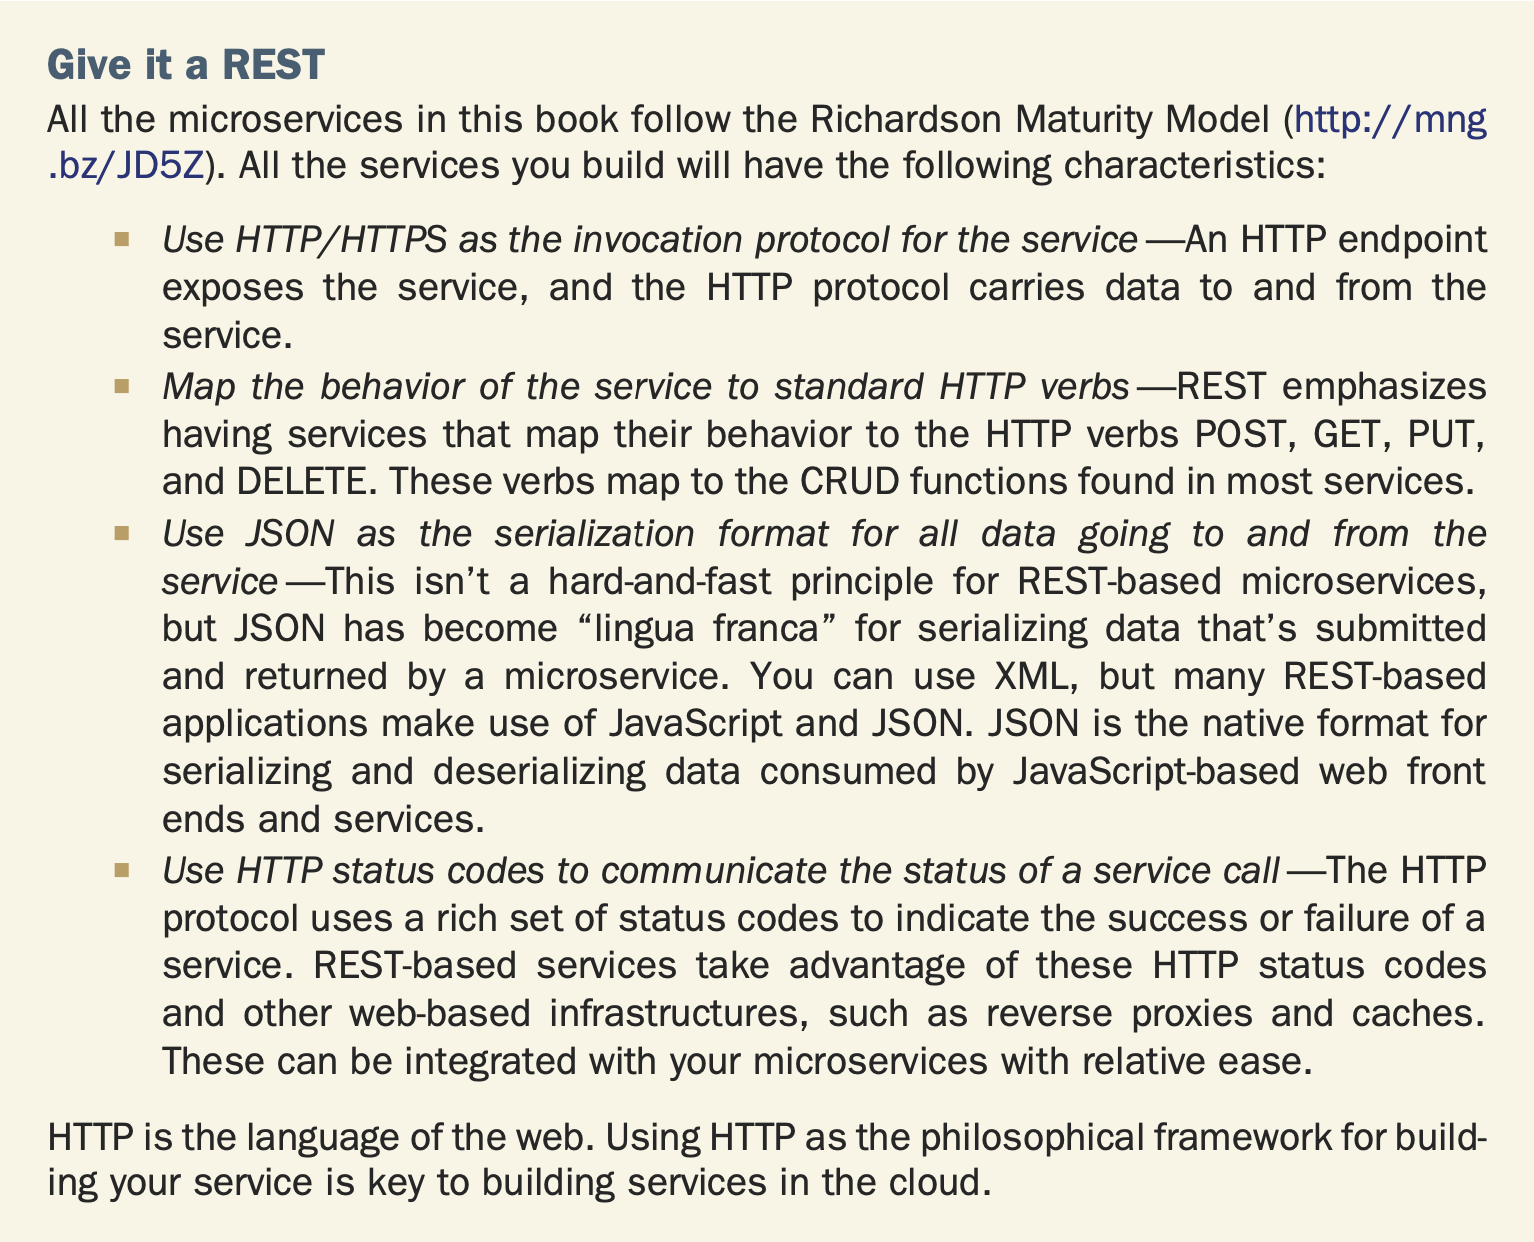 Give it a REST
All the microservices in this book follow the Richardson Maturity Model (http://mng
.bz/JD5Z). All the services you build will have the following characteristics:
■ Use HTTP/HTTPS as the invocation protocol for the service—An HTTP endpoint
exposes the service, and the HTTP protocol carries data to and from the
service.
■ Map the behavior of the service to standard HTTP verbs—REST emphasizes
having services that map their behavior to the HTTP verbs POST, GET, PUT,
and DELETE. These verbs map to the CRUD functions found in most services.
■ Use JSON as the serialization format for all data going to and from the
service—This isn’t a hard-and-fast principle for REST-based microservices,
but JSON has become “lingua franca” for serializing data that’s submitted
and returned by a microservice. You can use XML, but many REST-based
applications make use of JavaScript and JSON. JSON is the native format for
serializing and deserializing data consumed by JavaScript-based web front
ends and services.
■ Use HTTP status codes to communicate the status of a service call—The HTTP
protocol uses a rich set of status codes to indicate the success or failure of a
service. REST-based services take advantage of these HTTP status codes
and other web-based infrastructures, such as reverse proxies and caches.
These can be integrated with your microservices with relative ease.
HTTP is the language of the web. Using HTTP as the philosophical framework for build-
ing your service is key to building services in the cloud.